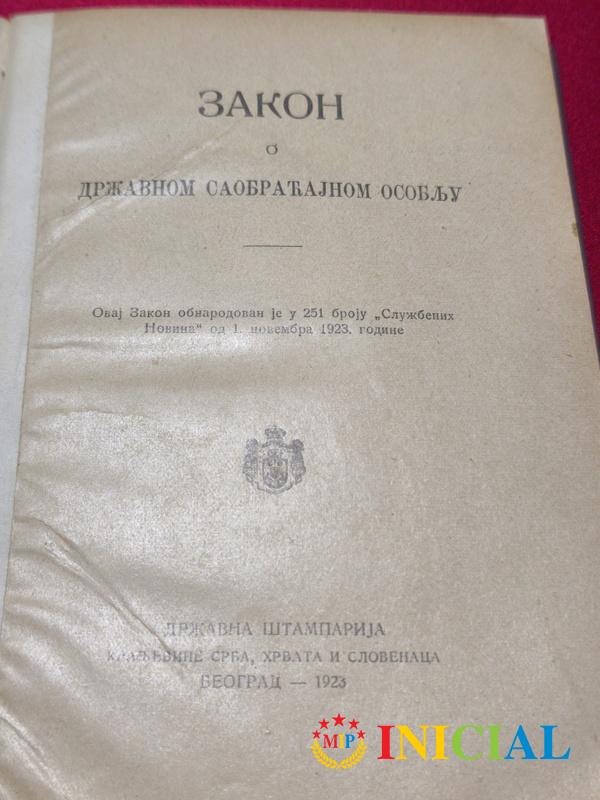 ЗАКОН
О
ДРЖАВНОМ САОБРАЋАЈНОМ ОСОБЉУ
Овај Закон обнародован је у 251 броју „Службених
Новина“ од 1. новембра 1923. године
ДРЖАВНА ШТАМПАРИЈА
КРАЉЕВИНЕ СРБА, ХРВАТА И СЛОВЕНАЦА
БЕОГРАД — 1923
MIP INICIAL